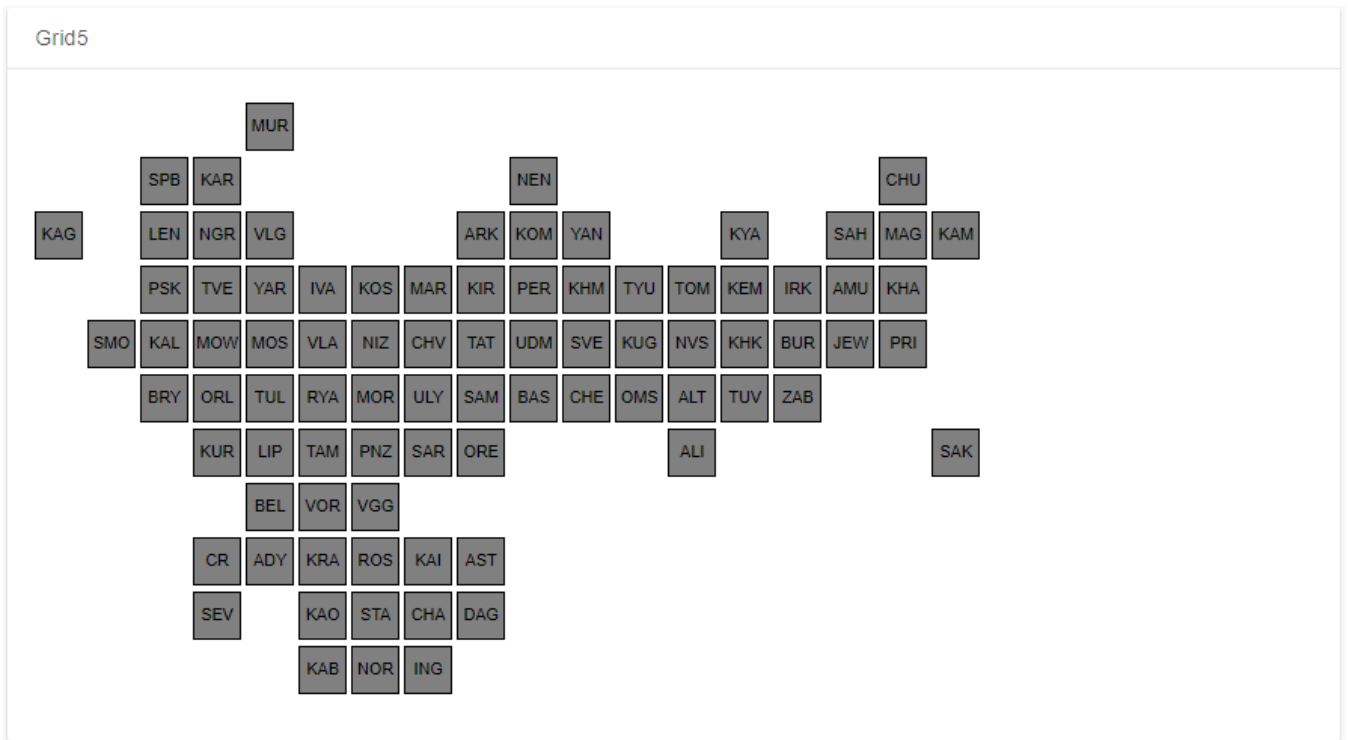 Grid5
MUR
SPB KAR NEN CHU
KAG LEN NGR VLG ARK KOM YAN KYA SAH MAG KAM
PSK TVE YAR IVA KOS MAR KIR PER KHM TYU TOM KEM IRK AMU KHA
SMO KAL MOW MOS VLA NIZ CHV TAT UDM SVE KUG NVS KHK BUR JEW PRI
BRY ORL TUL RYA MOR ULY SAM BAS CHE OMS ALT TUV ZAB
KUR LIP TAM PNZ SAR ORE ALI SAK
BEL VOR VGG
CR ADY KRA ROS KAI AST
SEV KAO STA CHA DAG
KAB NOR ING